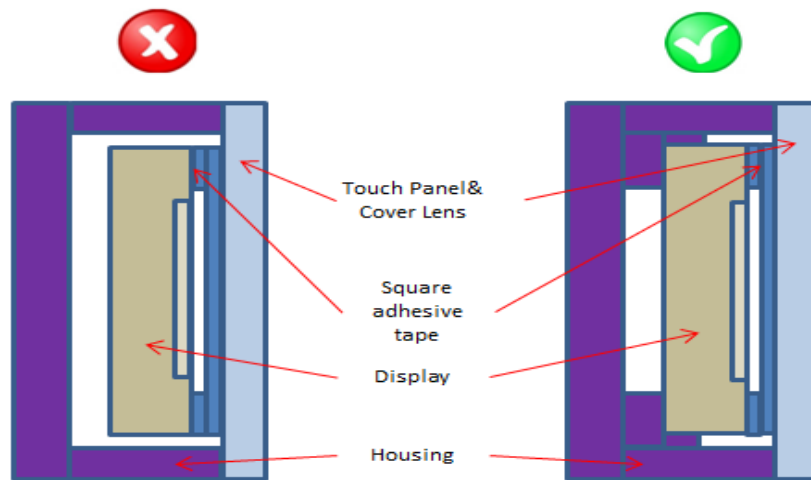 Touch Panel&
Cover Lens
Square
adhesive
tape
Display
Housing